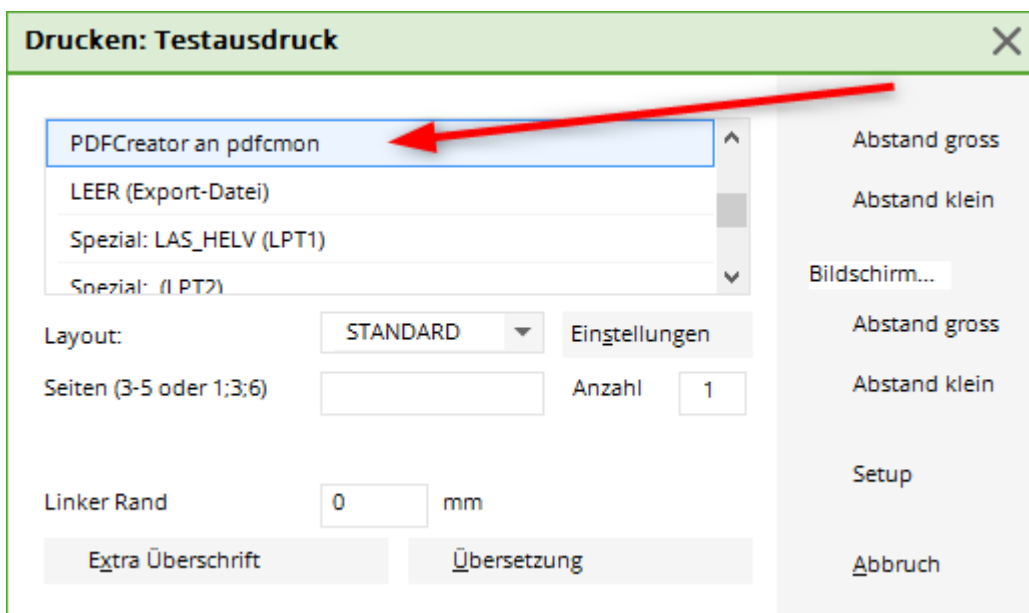 Drucken: Testausdruck
PDFCreator an pdfcmon
LEER (Export-Datei)
Spezial: LAS_HELV (LPT1)
Spezial: (LPT2)
Layout:
STANDARD
Einstellungen
Seiten (3-5 oder 1;3;6)
Anzahl
1
Linker Rand
0
mm
Extra Überschrift
Übersetzung
Abstand gross
Abstand klein
Bildschirm...
Abstand gross
Abstand klein
Setup
Abbruch